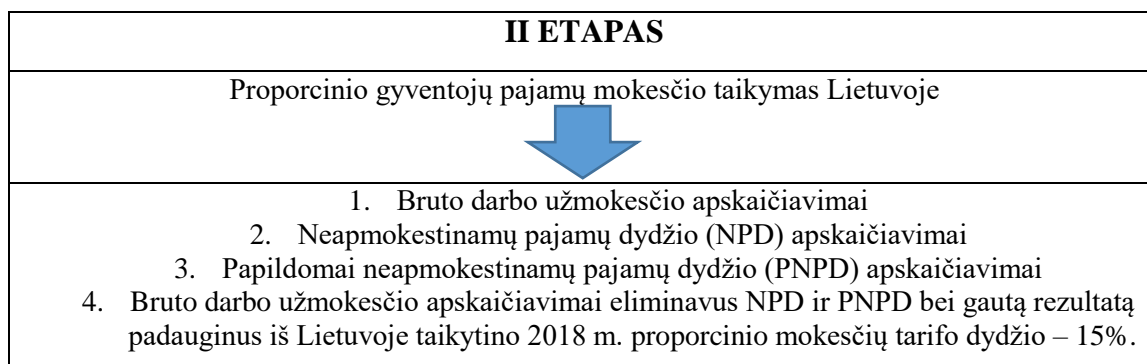 II ETAPAS
Proporcinio gyventojų pajamų mokesčio taikymas Lietuvoje
1. Bruto darbo užmokesčio apskaičiavimai
2. Neapmokestinamų pajamų dydžio (NPD) apskaičiavimai
3. Papildomai neapmokestinamų pajamų dydžio (PNPD) apskaičiavimai
4. Bruto darbo užmokesčio apskaičiavimai eliminavus NPD ir PNPD bei gautą rezultatą
padauginus iš Lietuvoje taikytino 2018 m. proporcinio mokesčių tarifo dydžio – 15%.